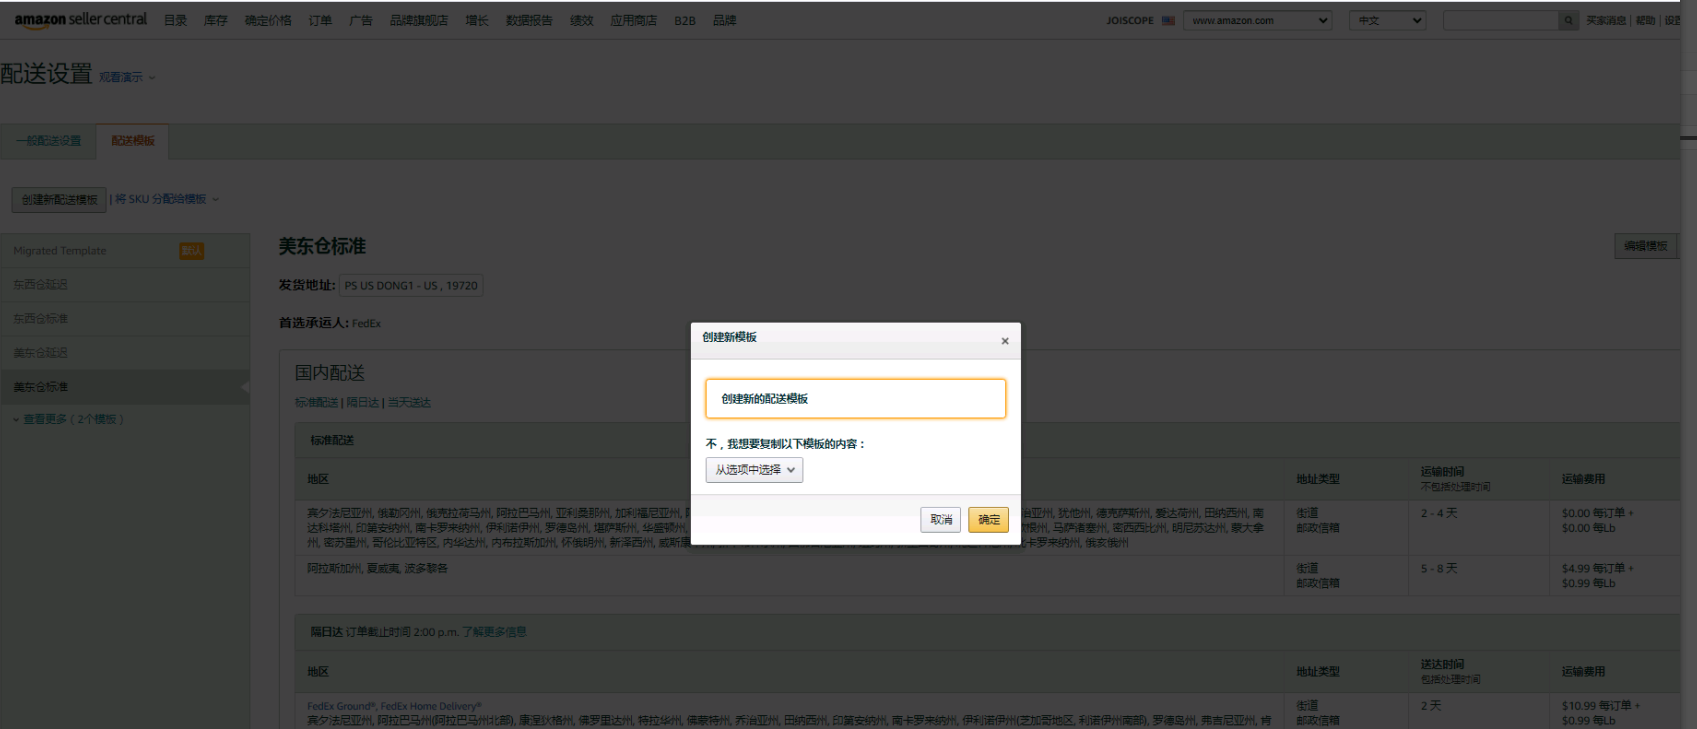 amazon seller central 目录 库存 确定价格 订单 广告 品牌旗舰店 增长 数据报告 绩效 应用商店 B2B 品牌 JOISCOPE www.amazon.com 中文 买家消息 | 帮助 | 设置
配送设置 观看演示
一般配送设置 配送模板
创建新配送模板 | 将 SKU 分配给模板
Migrated Template 默认
东西仓延迟
东西仓标准
美东仓延迟
美东仓标准
查看更多 ( 2个模板 )
美东仓标准
编辑模板
发货地址: PS US DONG1 - US , 19720
首选承运人: FedEx
国内配送
标准配送 | 隔日达 | 当天送达
标准配送
地区 地址类型 运输时间 运输费用
不包括处理时间
宾夕法尼亚州, 俄勒冈州, 俄克拉荷马州, 阿拉巴马州, 亚利桑那州, 加利福尼亚州, 治亚州, 犹他州, 德克萨斯州, 爱达荷州, 田纳西州, 南
达科塔州, 印第安纳州, 南卡罗来纳州, 伊利诺伊州, 罗德岛州, 堪萨斯州, 华盛顿州, 马萨诸塞州, 密西西比州, 明尼苏达州, 蒙大拿
州, 密苏里州, 哥伦比亚特区, 内华达州, 内布拉斯加州, 怀俄明州, 新泽西州, 卡罗来纳州, 俄亥俄州
街道
邮政信箱
2 - 4 天
$0.00 每订单 +
$0.00 每Lb
阿拉斯加州, 夏威夷, 波多黎各
街道
邮政信箱
5 - 8 天
$4.99 每订单 +
$0.99 每Lb
隔日达 订单截止时间 2:00 p.m. 了解更多信息
地区 地址类型 送达时间 运输费用
包括处理时间
FedEx Ground®, FedEx Home Delivery®
宾夕法尼亚州, 阿拉巴马州(阿拉巴马州北部), 康涅狄格州, 佛罗里达州, 特拉华州, 佛蒙特州, 乔治亚州, 田纳西州, 印第安纳州, 南卡罗来纳州, 伊利诺伊州(芝加哥地区, 利诺伊州南部), 罗德岛州, 弗吉尼亚州, 肯
街道
邮政信箱
2 天
$10.99 每订单 +
$0.99 每Lb
创建新模板
×
创建新的配送模板
不，我想要复制以下模板的内容：
从选项中选择
取消 确定